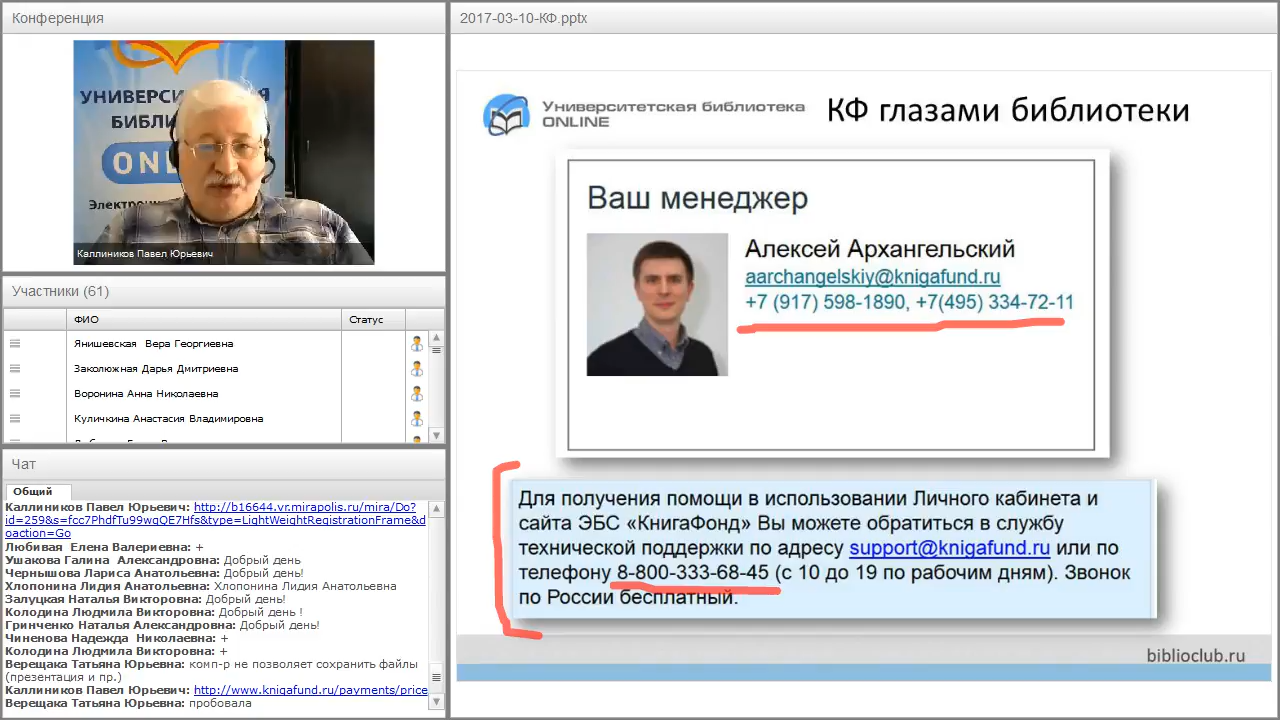 Конференция
УНИВЕРСИ
БИБЛИ
ONL
Каллиников Павел Юрьевич
Участники (61)
ФИО
Статус
Янишевская Вера Георгиевна
Заколюжная Дарья Дмитриевна
Воронина Анна Николаевна
Куличкина Анастасия Владимировна
Чат
Общий
Каллиников Павел Юрьевич: http://b16644.vr.mirapolis.ru/mira/Do?
id=259&s=fcc7PhdfTu99wqQE7Hfs&type=LightWeightRegistrationFrame&d
oaction=Go
Любивая Елена Валериевна: +
Ушакова Галина Анатольевна: Добрый день
Чернышова Лариса Анатольевна: Добрый день!
Хлопонина Лидия Анатольевна: Хлопонина Лидия Анатольевна
Залуцкая Наталья Викторовна: Добрый день!
Колодина Людмила Викторовна: Добрый день !
Гринченко Наталья Александровна: Добрый день!
Чиненова Надежда Николаевна: +
Колодина Людмила Викторовна: +
Верещака Татьяна Юрьевна: комп-р не позволяет сохранить файлы
(презентация и пр.)
Каллиников Павел Юрьевич: http://www.knigafund.ru/payments/price
Верещака Татьяна Юрьевна: пробовала
2017-03-10-КФ.pptx
Университетская библиотека
ONLINE
КФ глазами библиотеки
Ваш менеджер
Алексей Архангельский
aarchangelskiy@knigafund.ru
+7 (917) 598-1890, +7(495) 334-72-11
Для получения помощи в использовании Личного кабинета и
сайта ЭБС «КнигаФонд» Вы можете обратиться в службу
технической поддержки по адресу support@knigafund.ru или по
телефону 8-800-333-68-45 (с 10 до 19 по рабочим дням). Звонок
по России бесплатный.
biblioclub.ru